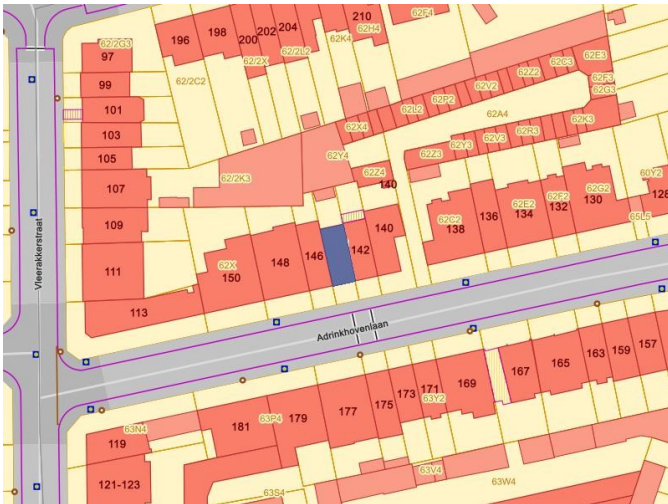 210
62F4
62H4
204
198
202
62K4
196
200
62/2L2
62/2G3
97
62/2X
62C3
62E3
62/2C2
62Z2
99
62V2
62F3
62P2
62G3
101
62L2
62A4
103
62X4
62K3
62R3
62V3
62Y3
105
62Y4
62Z3
62/2K3
62Z4
60Y2
107
140
62G2
128
130
62F2
62E2
132
134
65L5
109
62C2
136
138
140
142
62X
146
148
111
150
Vleerakkerstraat
113
Adrinkhovenlaan
157
159
163
165
167
169
171
173
63Y2
175
177
63P4
179
181
63N4
119
63V4
121-123
63W4
63S4